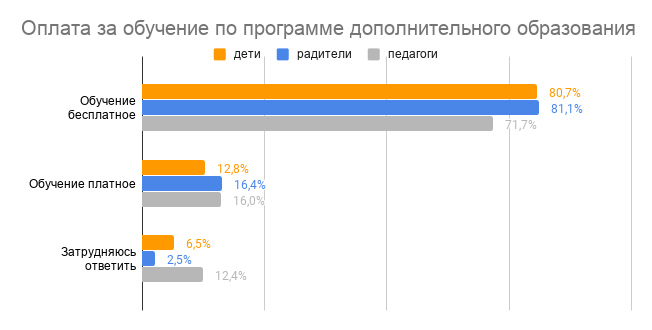 Оплата за обучение по программе дополнительного образования
дети радители педагоги
Обучение
бесплатное
80,7%
81,1%
71,7%
Обучение платное
12,8%
16,4%
16,0%
Затрудняюсь
ответить
6,5%
2,5%
12,4%